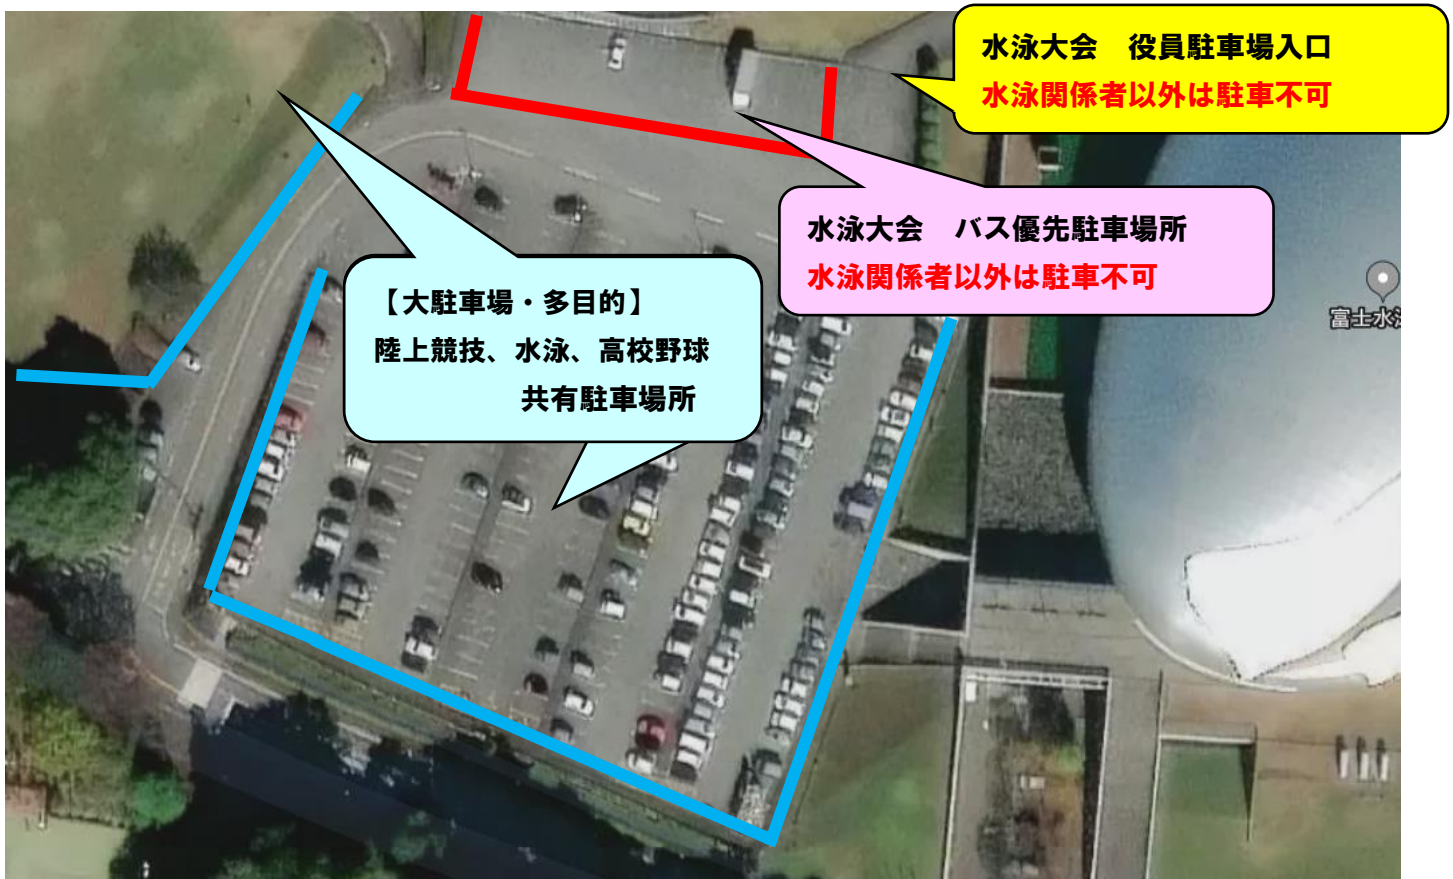 水泳大会　役員駐車場入口
水泳関係者以外は駐車不可
水泳大会　バス優先駐車場所
水泳関係者以外は駐車不可
【大駐車場・多目的】
陸上競技、水泳、高校野球
共有駐車場所
富士水泳